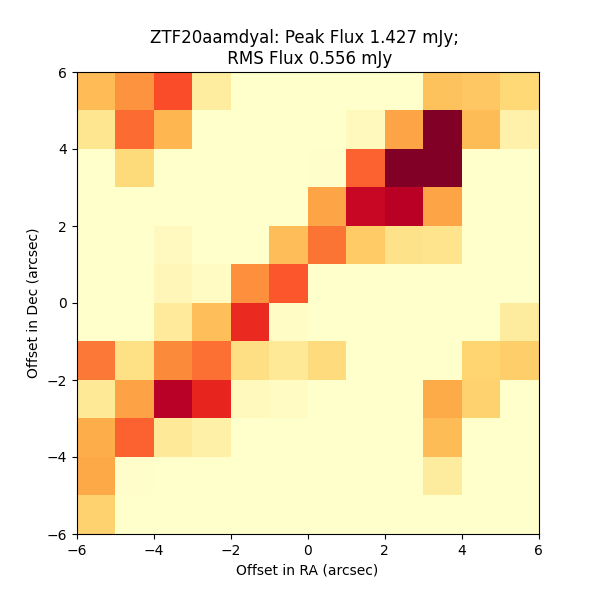 ZTF20aamdyal: Peak Flux 1.427 mJy;
RMS Flux 0.556 mJy
6
4
2
0
−2
−4
−6
Offset in Dec (arcsec)
−6 −4 −2 0 2 4 6
Offset in RA (arcsec)